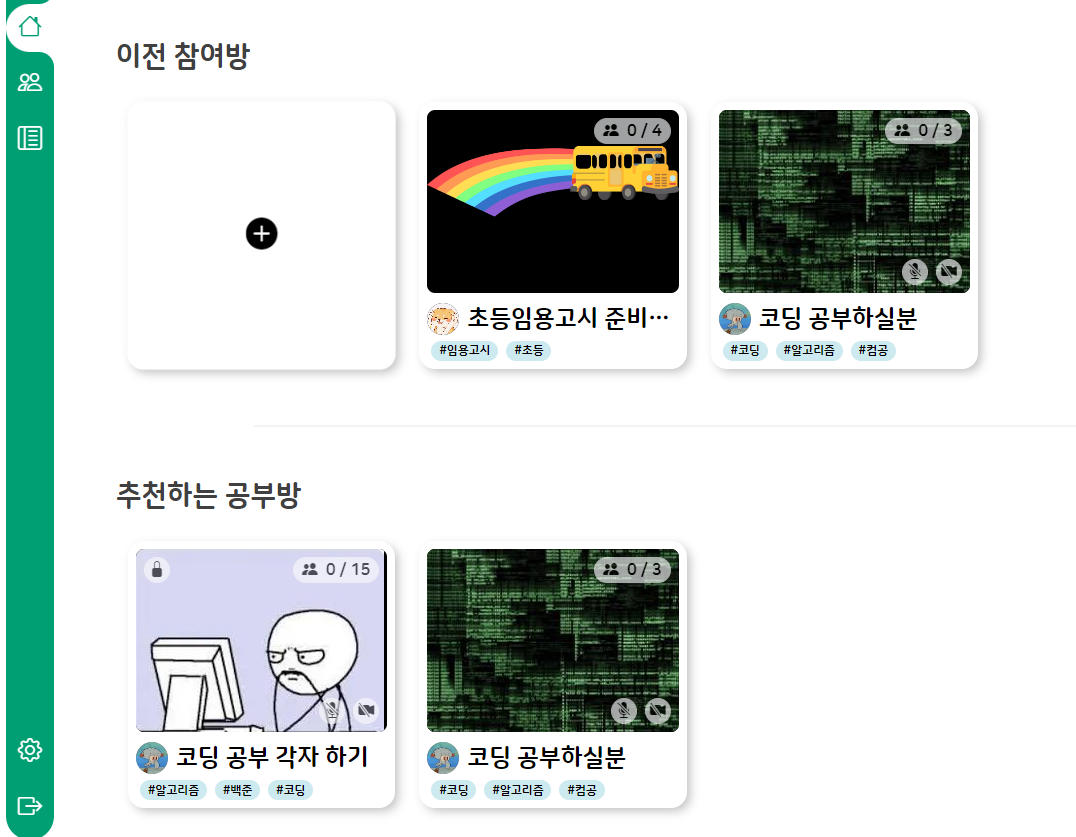 이전 참여방
0 / 4
0 / 3
초등임용고시 준비…
코딩 공부하실분
#임용고시 #초등
#코딩 #알고리즘 #컴공
추천하는 공부방
0 / 15
0 / 3
코딩 공부 각자 하기
코딩 공부하실분
#알고리즘 #백준 #코딩
#코딩 #알고리즘 #컴공